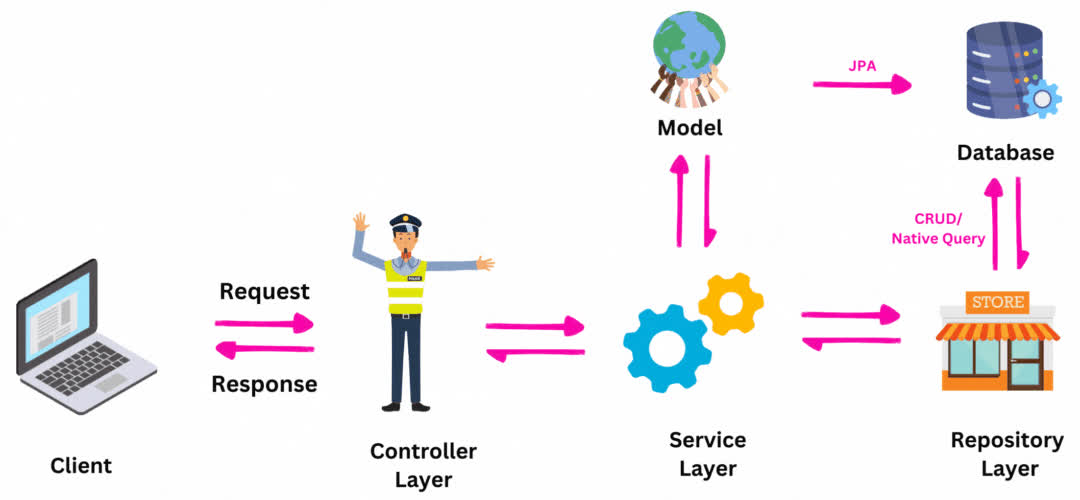 Model
JPA
Database
CRUD/
Native Query
Request
Response
STORE
Client
Controller
Layer
Service
Layer
Repository
Layer